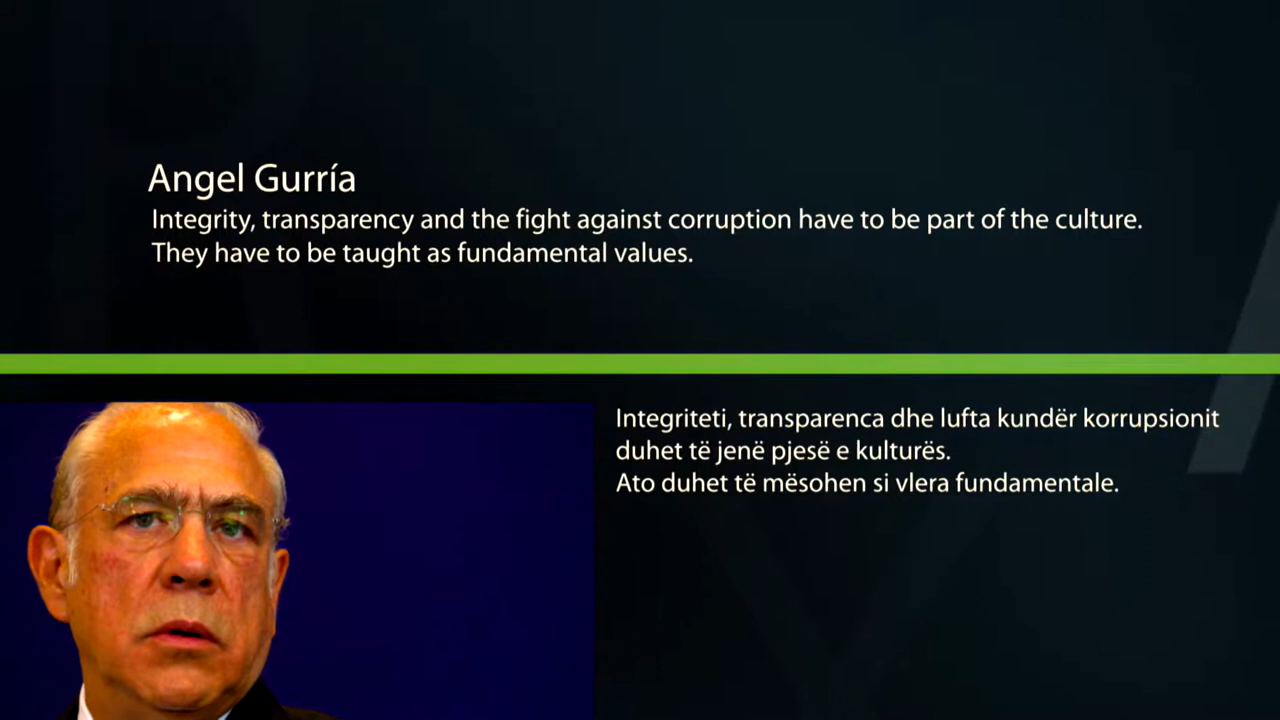 Angel Gurría
Integrity, transparency and the fight against corruption have to be part of the culture.
They have to be taught as fundamental values.
Integriteti, transparenca dhe lufta kundër korrupsionit
duhet të jenë pjesë e kulturës.
Ato duhet të mësohen si vlera fundamentale.